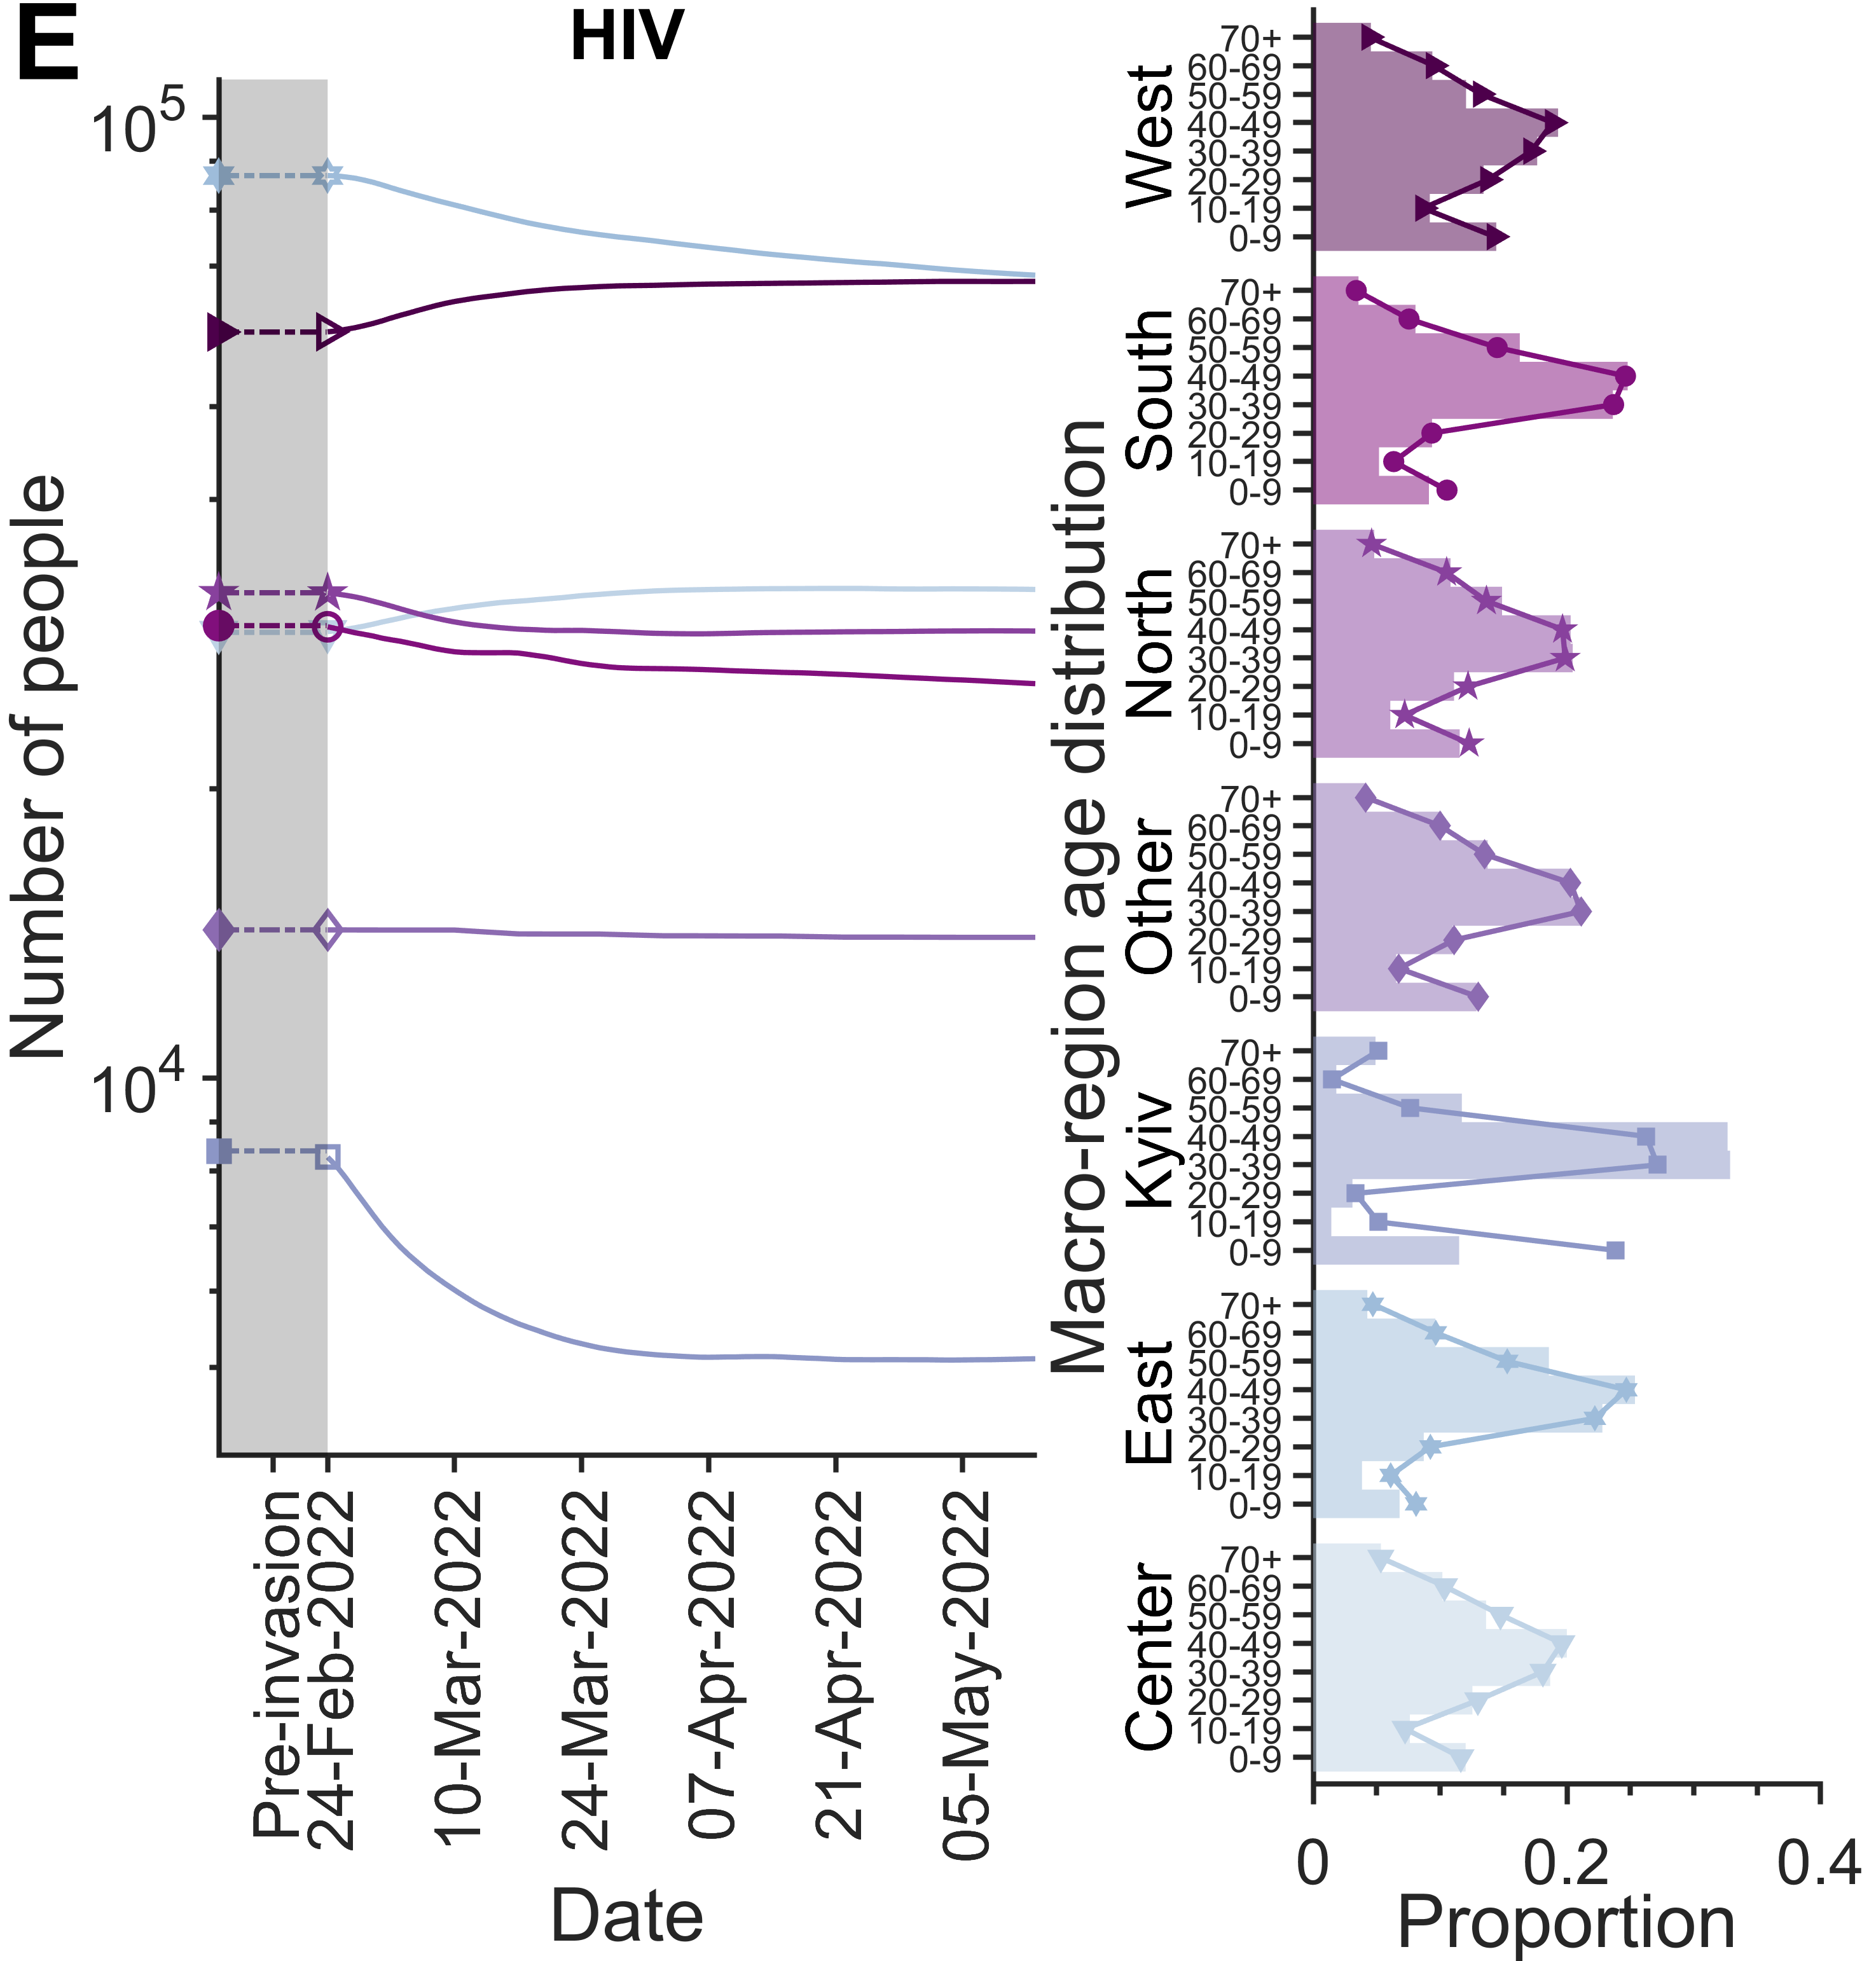 E
HIV
Number of people
10^5
10^4
Pre-invasion
24-Feb-2022
10-Mar-2022
24-Mar-2022
07-Apr-2022
21-Apr-2022
05-May-2022
Date
Macro-region age distribution
West
70+
60-69
50-59
40-49
30-39
20-29
10-19
0-9
South
70+
60-69
50-59
40-49
30-39
20-29
10-19
0-9
North
70+
60-69
50-59
40-49
30-39
20-29
10-19
0-9
Other
70+
60-69
50-59
40-49
30-39
20-29
10-19
0-9
Kyiv
70+
60-69
50-59
40-49
30-39
20-29
10-19
0-9
East
70+
60-69
50-59
40-49
30-39
20-29
10-19
0-9
Center
70+
60-69
50-59
40-49
30-39
20-29
10-19
0-9
0 0.2 0.4
Proportion